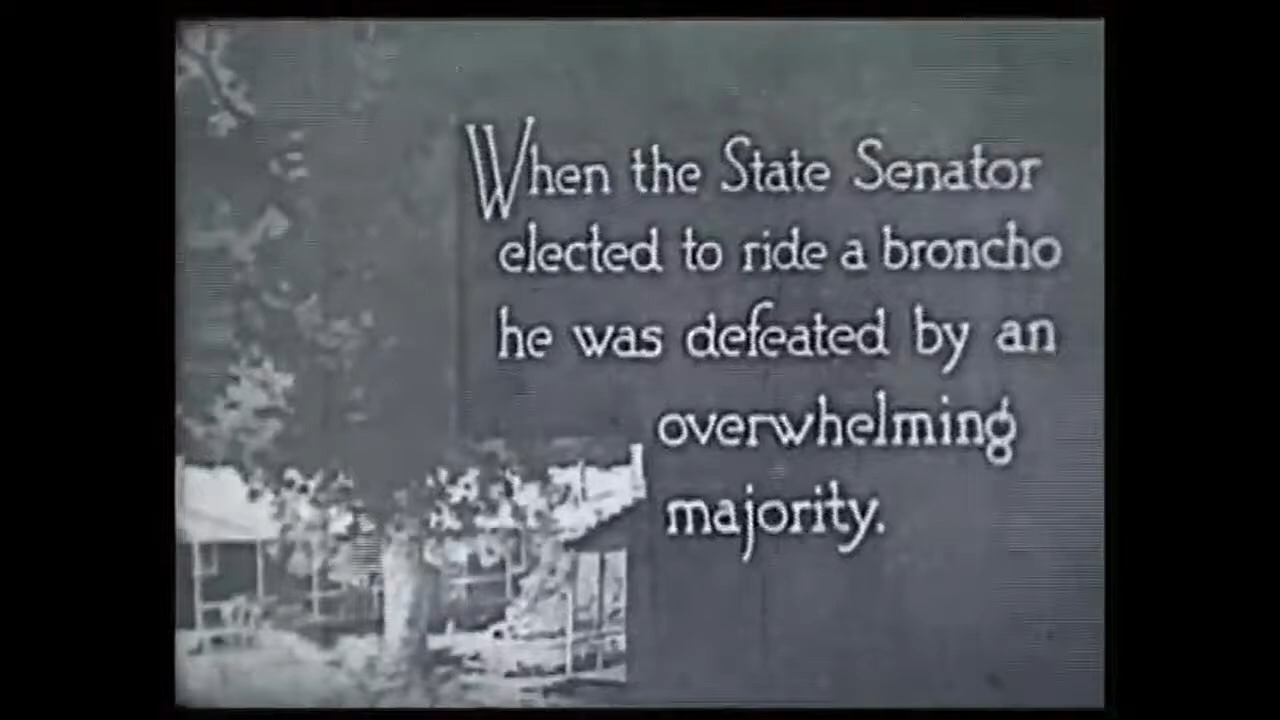 When the State Senator
elected to ride a broncho
he was defeated by an
overwhelming
majority.